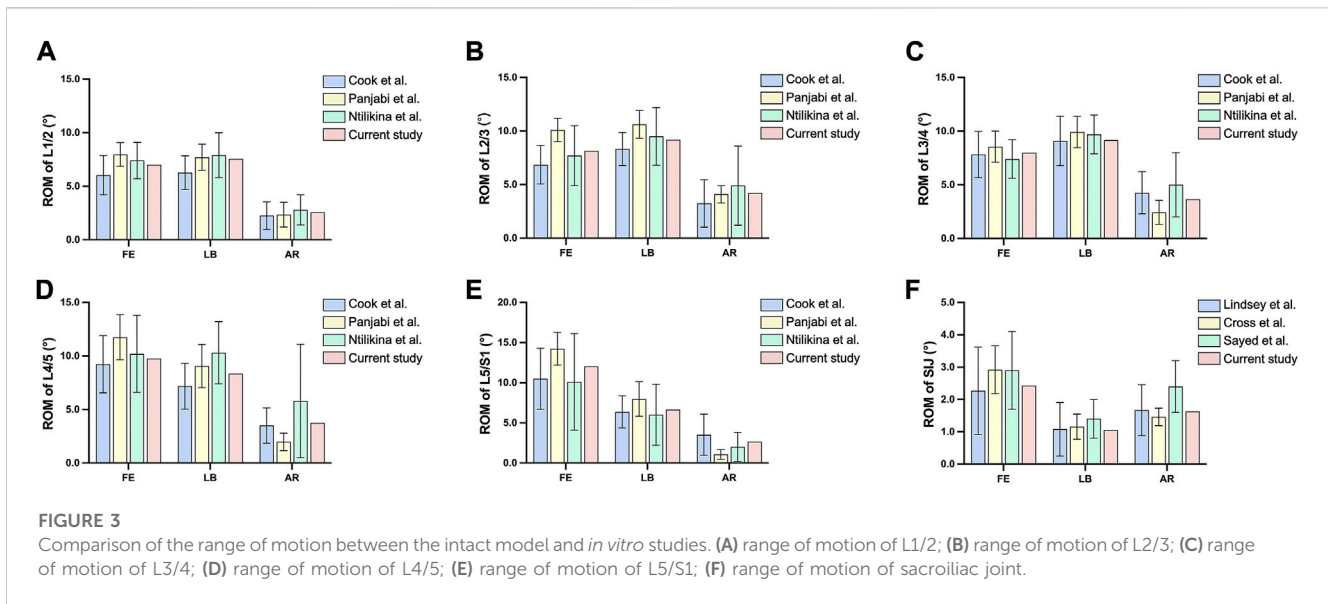 A
15.0
10.0
5.0
0.0
ROM of L1/2 (°)
FE
LB
AR
Cook et al.
Panjabi et al.
Ntilikina et al.
Current study
B
15.0
10.0
5.0
0.0
ROM of L2/3 (°)
FE
LB
AR
Cook et al.
Panjabi et al.
Ntilikina et al.
Current study
C
15.0
10.0
5.0
0.0
ROM of L3/4 (°)
FE
LB
AR
Cook et al.
Panjabi et al.
Ntilikina et al.
Current study
D
15.0
10.0
5.0
0.0
ROM of L4/5 (°)
FE
LB
AR
Cook et al.
Panjabi et al.
Ntilikina et al.
Current study
E
20.0
15.0
10.0
5.0
0.0
ROM of L5/S1 (°)
FE
LB
AR
Cook et al.
Panjabi et al.
Ntilikina et al.
Current study
F
5.0
4.0
3.0
2.0
1.0
0.0
ROM of SIJ (°)
FE
LB
AR
Lindsey et al.
Cross et al.
Sayed et al.
Current study
FIGURE 3
Comparison of the range of motion between the intact model and in vitro studies. (A) range of motion of L1/2; (B) range of motion of L2/3; (C) range
of motion of L3/4; (D) range of motion of L4/5; (E) range of motion of L5/S1; (F) range of motion of sacroiliac joint.